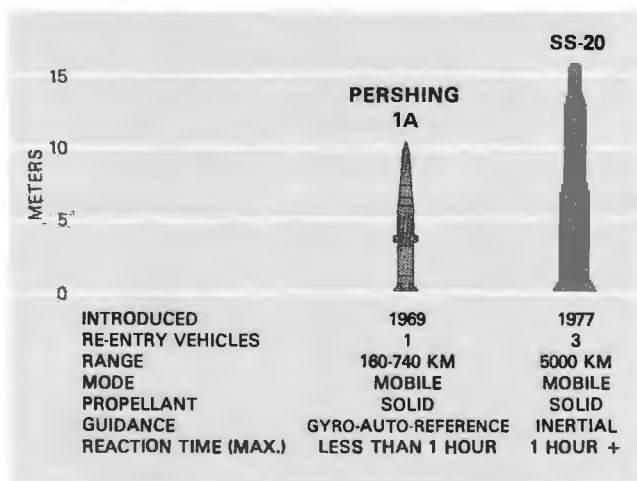 SS-20
PERSHING
1A
15
10
METERS
5
0
INTRODUCED 1969 1977
RE-ENTRY VEHICLES 1 3
RANGE 160-740 KM 5000 KM
MODE MOBILE MOBILE
PROPELLANT SOLID SOLID
GUIDANCE GYRO-AUTO-REFERENCE INERTIAL
REACTION TIME (MAX.) LESS THAN 1 HOUR 1 HOUR +